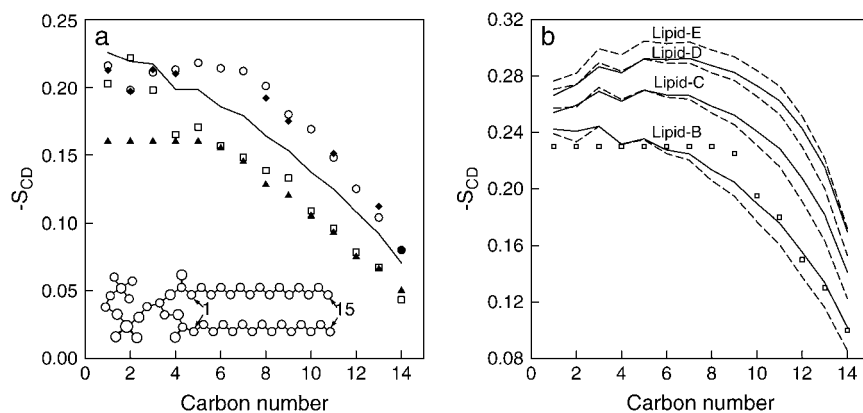 a
0.25
0.20
0.15
0.10
0.05
0.00
-S_CD
1
15
0 2 4 6 8 10 12 14
Carbon number
b
0.32
0.28
0.24
0.20
0.16
0.12
0.08
-S_CD
Lipid-E
Lipid-D
Lipid-C
Lipid-B
0 2 4 6 8 10 12 14
Carbon number